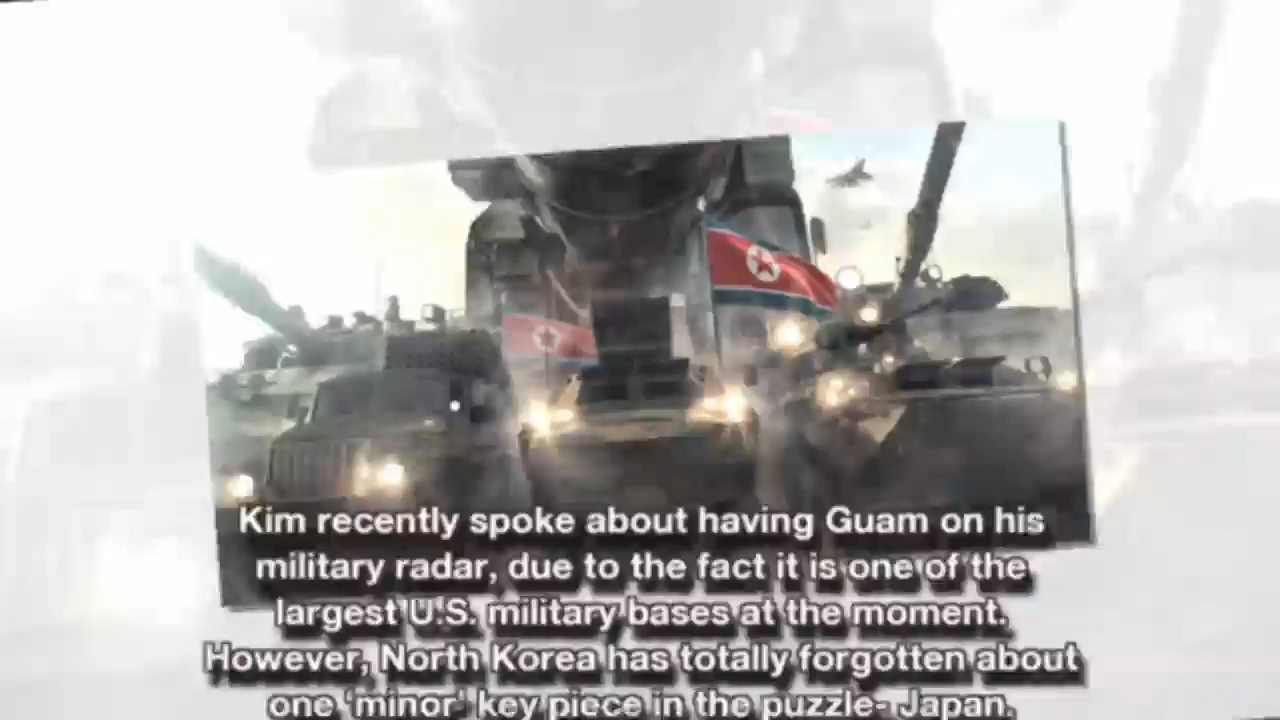 Kim recently spoke about having Guam on his
military radar, due to the fact it is one of the
largest U.S. military bases at the moment.
However, North Korea has totally forgotten about
one ‘minor’ key piece in the puzzle- Japan.